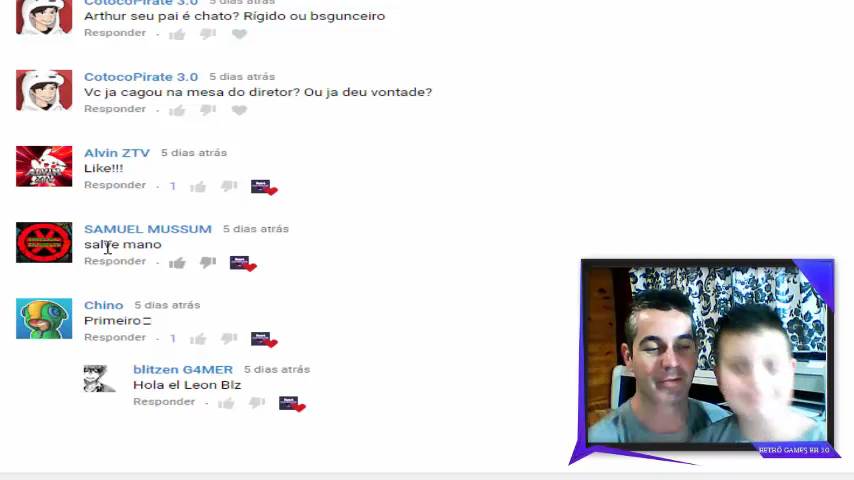 CotocoPirate 3.0 5 dias atrás
Arthur seu pai é chato? Rígido ou bsgunceiro
Responder
CotocoPirate 3.0 5 dias atrás
Vc ja cagou na mesa do diretor? Ou ja deu vontade?
Responder
Alvin ZTV 5 dias atrás
Like!!!
Responder 1
SAMUEL MUSSUM 5 dias atrás
salve mano
Responder
Chino 5 dias atrás
Primeiro
Responder 1
blitzen G4MER 5 dias atrás
Hola el Leon Blz
Responder
RETRÔ GAMES BR 3.0